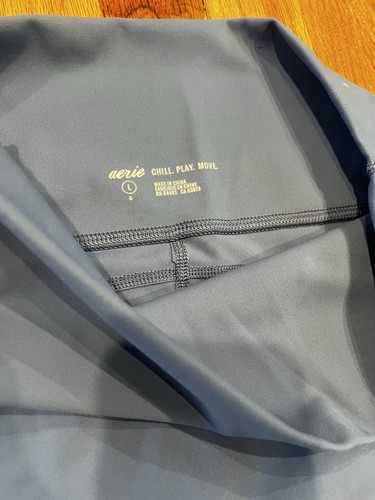 aerie CHILL. PLAY. MOVE.
L
MADE IN CHINA
FABRIQUÉ EN CHINE